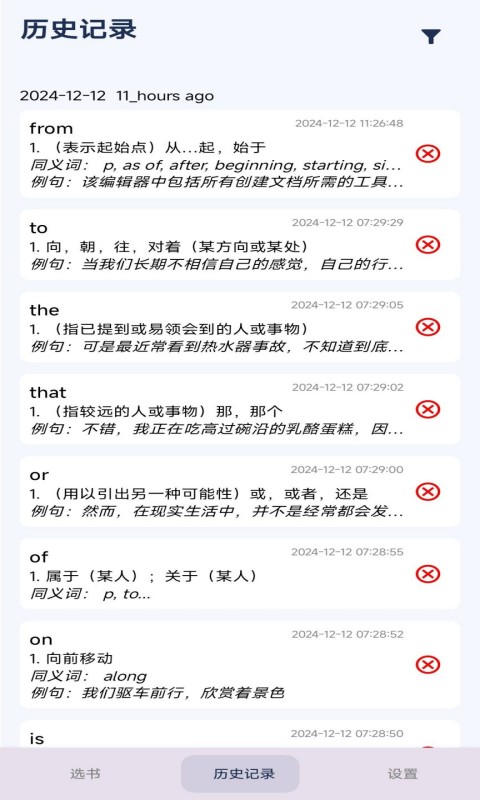 历史记录
2024-12-12 11_hours ago
from
2024-12-12 11:26:48
1. （表示起始点）从...起，始于
同义词： p, as of, after, beginning, starting, si...
例句：该编辑器中包括所有创建文档所需的工具...
to
2024-12-12 07:29:29
1. 向，朝，往，对着（某方向或某处）
例句：当我们长期不相信自己的感觉，自己的行...
the
2024-12-12 07:29:05
1. （指已提到或易领会到的人或事物）
例句：可是最近常看到热水器事故，不知道到底...
that
2024-12-12 07:29:02
1. （指较远的人或事物）那，那个
例句：不错，我正在吃高过碗沿的乳酪蛋糕，因...
or
2024-12-12 07:29:00
1. （用以引出另一种可能性）或，或者，还是
例句：然而，在现实生活中，并不是经常都会发...
of
2024-12-12 07:28:55
1. 属于（某人）；关于（某人）
同义词： p, to...
on
2024-12-12 07:28:52
1. 向前移动
同义词： along
例句：我们驱车前行，欣赏着景色
is
2024-12-12 07:28:50
选书
历史记录
设置